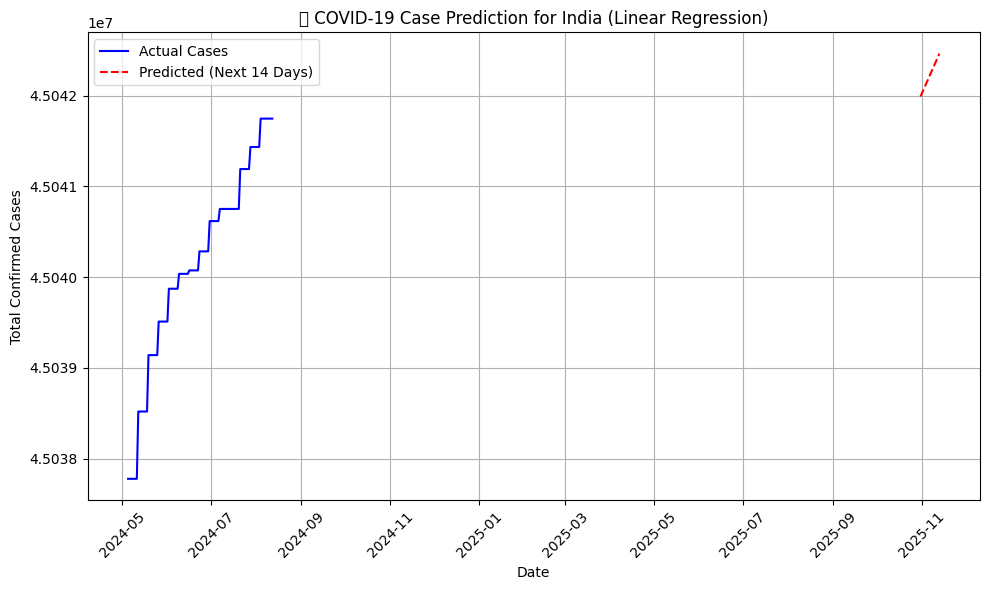 ▯ COVID-19 Case Prediction for India (Linear Regression)
1e7
Actual Cases
Predicted (Next 14 Days)
4.5042
4.5041
4.5040
4.5039
4.5038
Total Confirmed Cases
2024-05
2024-07
2024-09
2024-11
2025-01
2025-03
2025-05
2025-07
2025-09
2025-11
Date